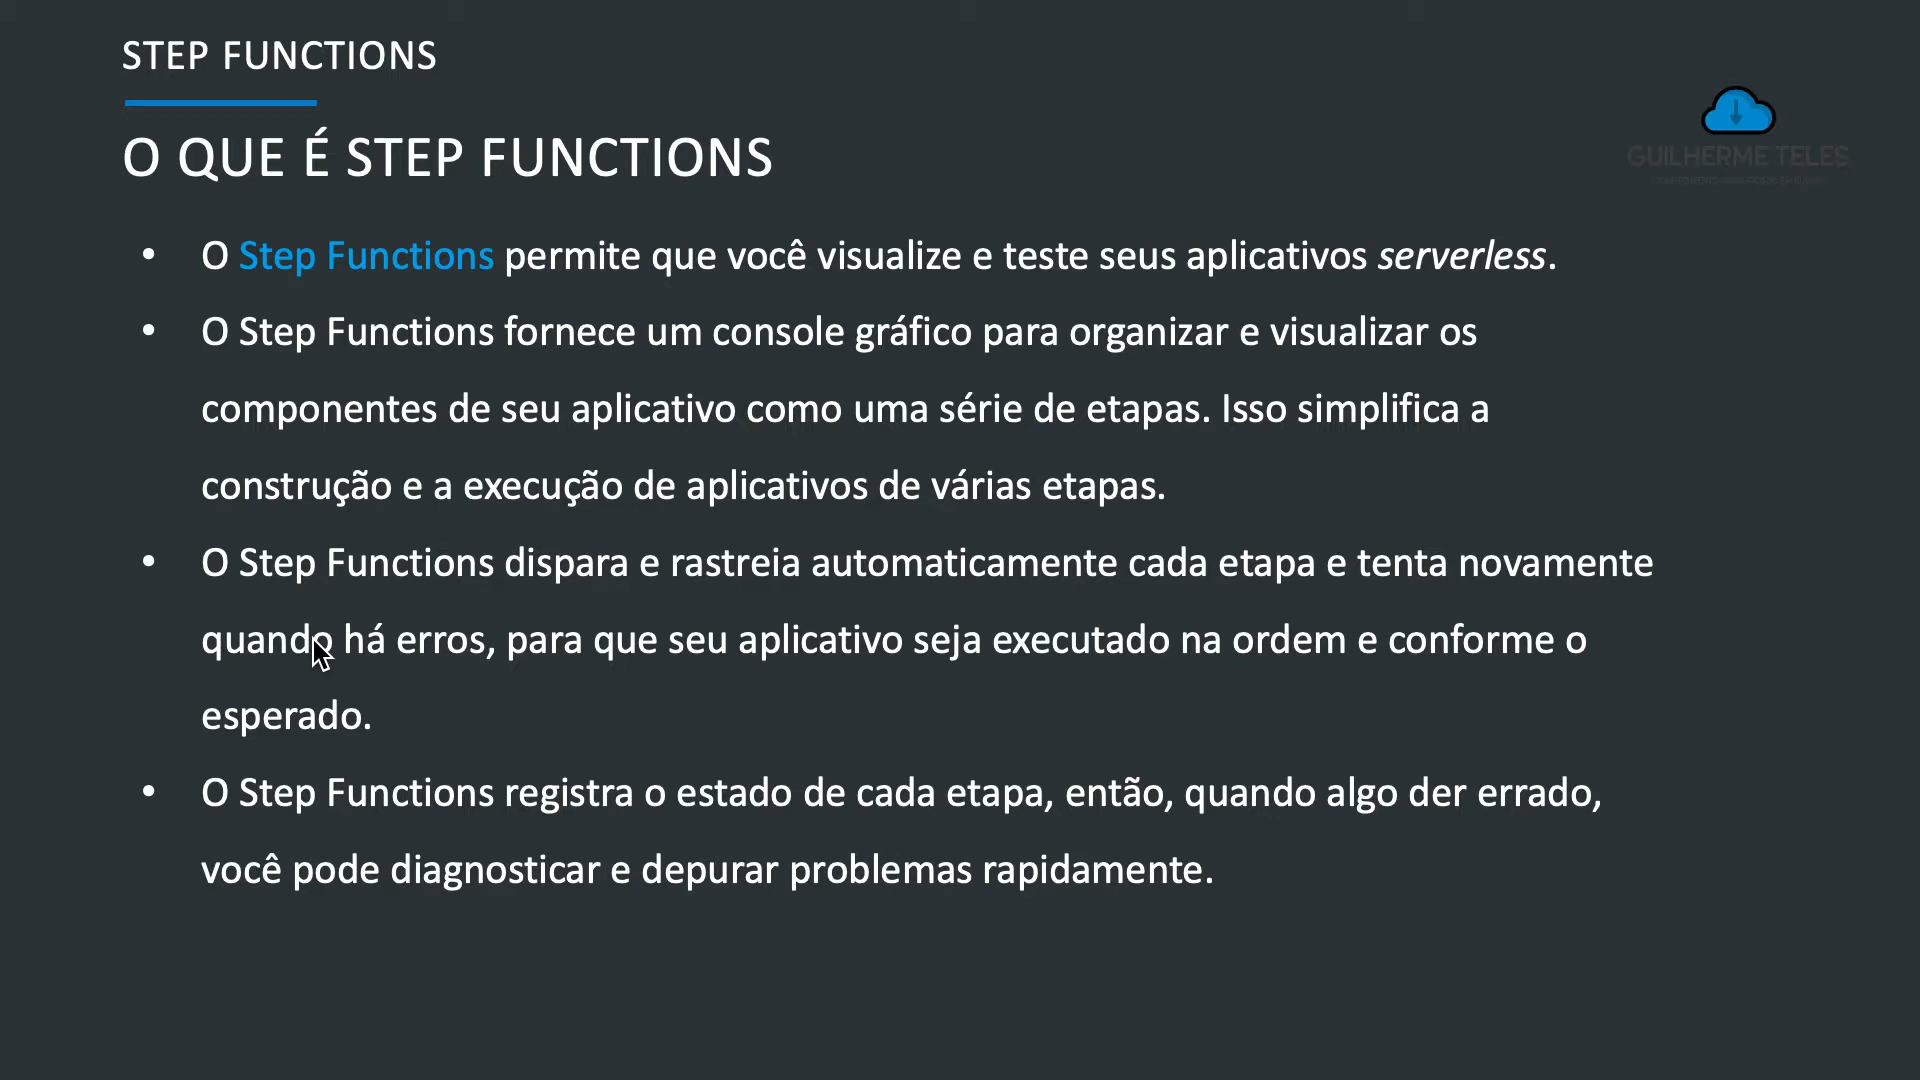 STEP FUNCTIONS
O QUE É STEP FUNCTIONS
GUILHERME TELES
• O Step Functions permite que você visualize e teste seus aplicativos serverless.
• O Step Functions fornece um console gráfico para organizar e visualizar os
componentes de seu aplicativo como uma série de etapas. Isso simplifica a
construção e a execução de aplicativos de várias etapas.
• O Step Functions dispara e rastreia automaticamente cada etapa e tenta novamente
quando há erros, para que seu aplicativo seja executado na ordem e conforme o
esperado.
• O Step Functions registra o estado de cada etapa, então, quando algo der errado,
você pode diagnosticar e depurar problemas rapidamente.